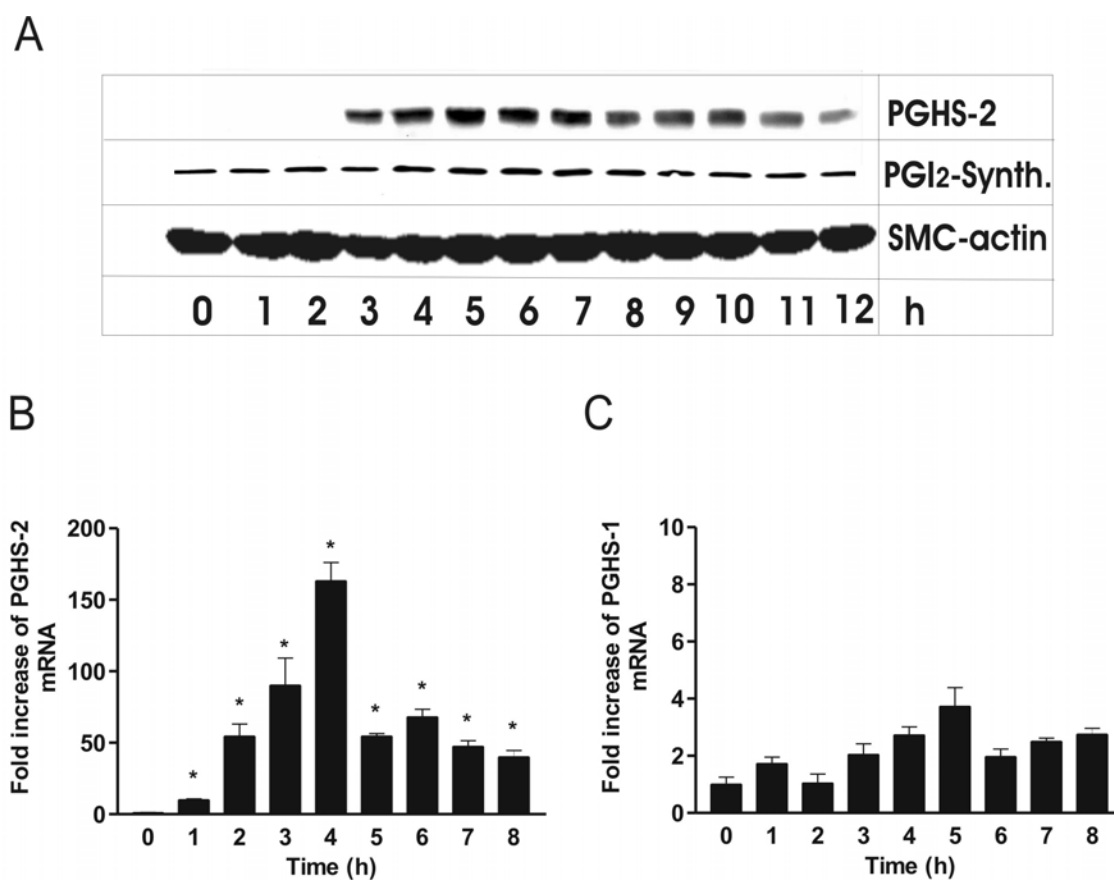 A
PGHS-2
PGI2-Synth.
SMC-actin
0 1 2 3 4 5 6 7 8 9 10 11 12 h
B
Fold increase of PGHS-2
mRNA
200
150
100
50
0
* * * * * * * *
0 1 2 3 4 5 6 7 8
Time (h)
C
Fold increase of PGHS-1
mRNA
10
8
6
4
2
0
0 1 2 3 4 5 6 7 8
Time (h)